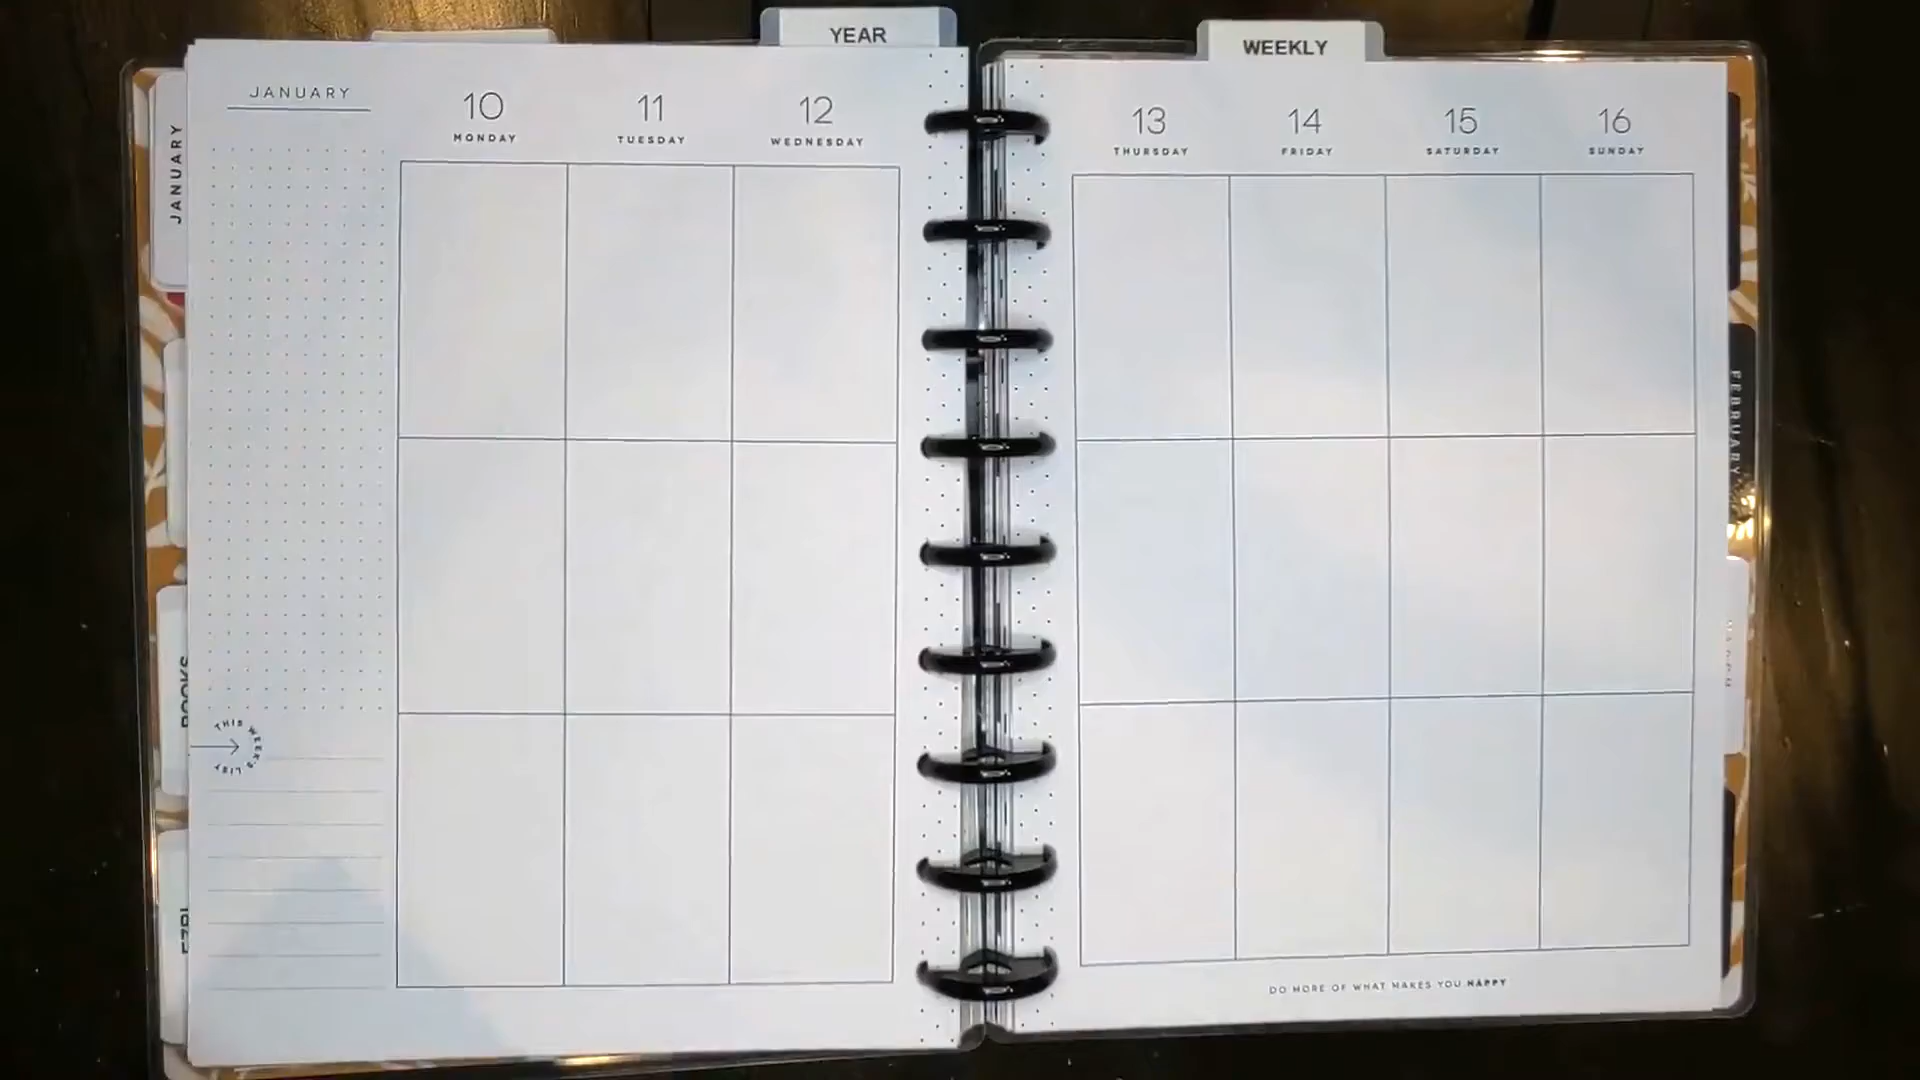 YEAR
WEEKLY
JANUARY
10
MONDAY
11
TUESDAY
12
WEDNESDAY
13
THURSDAY
14
FRIDAY
15
SATURDAY
16
SUNDAY
JANUARY
FEBRUARY
BOOKS
THIS WEEK'S LIST
DO MORE OF WHAT MAKES YOU HAPPY